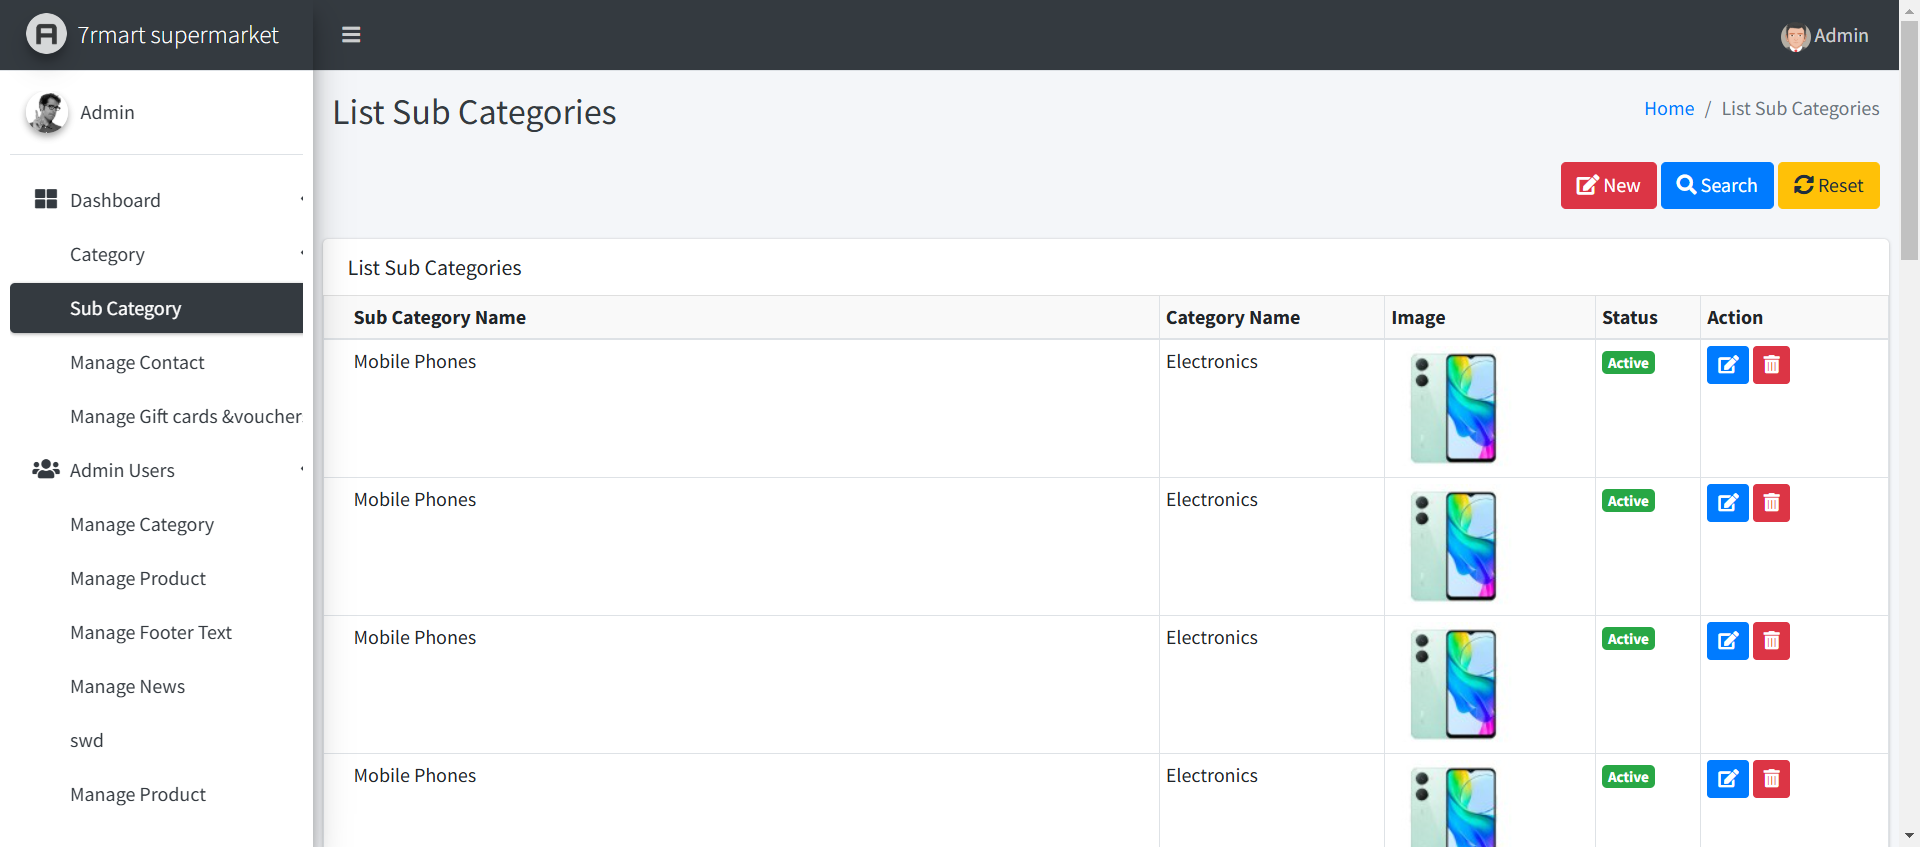 7rmart supermarket
Admin
Admin
Dashboard
Category
Sub Category
Manage Contact
Manage Gift cards &voucher
Admin Users
Manage Category
Manage Product
Manage Footer Text
Manage News
swd
Manage Product
List Sub Categories
Home / List Sub Categories
New Search Reset
List Sub Categories
Sub Category Name Category Name Image Status Action
Mobile Phones Electronics Active
Mobile Phones Electronics Active
Mobile Phones Electronics Active
Mobile Phones Electronics Active